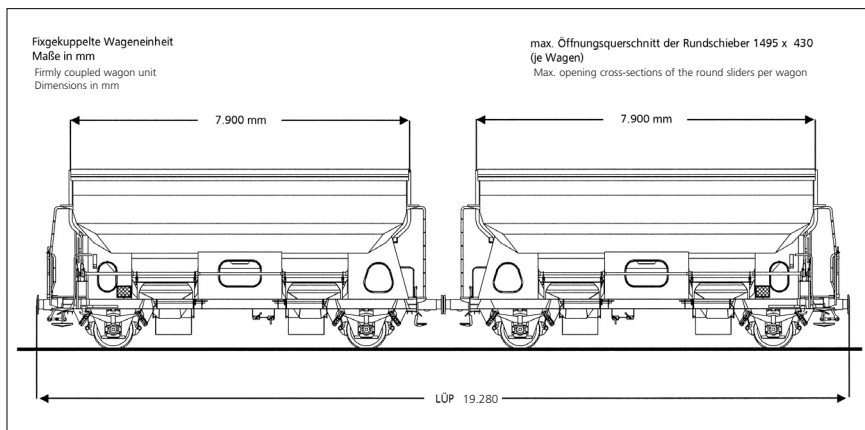 Fixgekuppelte Wageneinheit
Maße in mm
Firmly coupled wagon unit
Dimensions in mm
max. Öffnungsquerschnitt der Rundschieber 1495 x 430
(je Wagen)
Max. opening cross-sections of the round sliders per wagon
7.900 mm
7.900 mm
LÜP 19.280